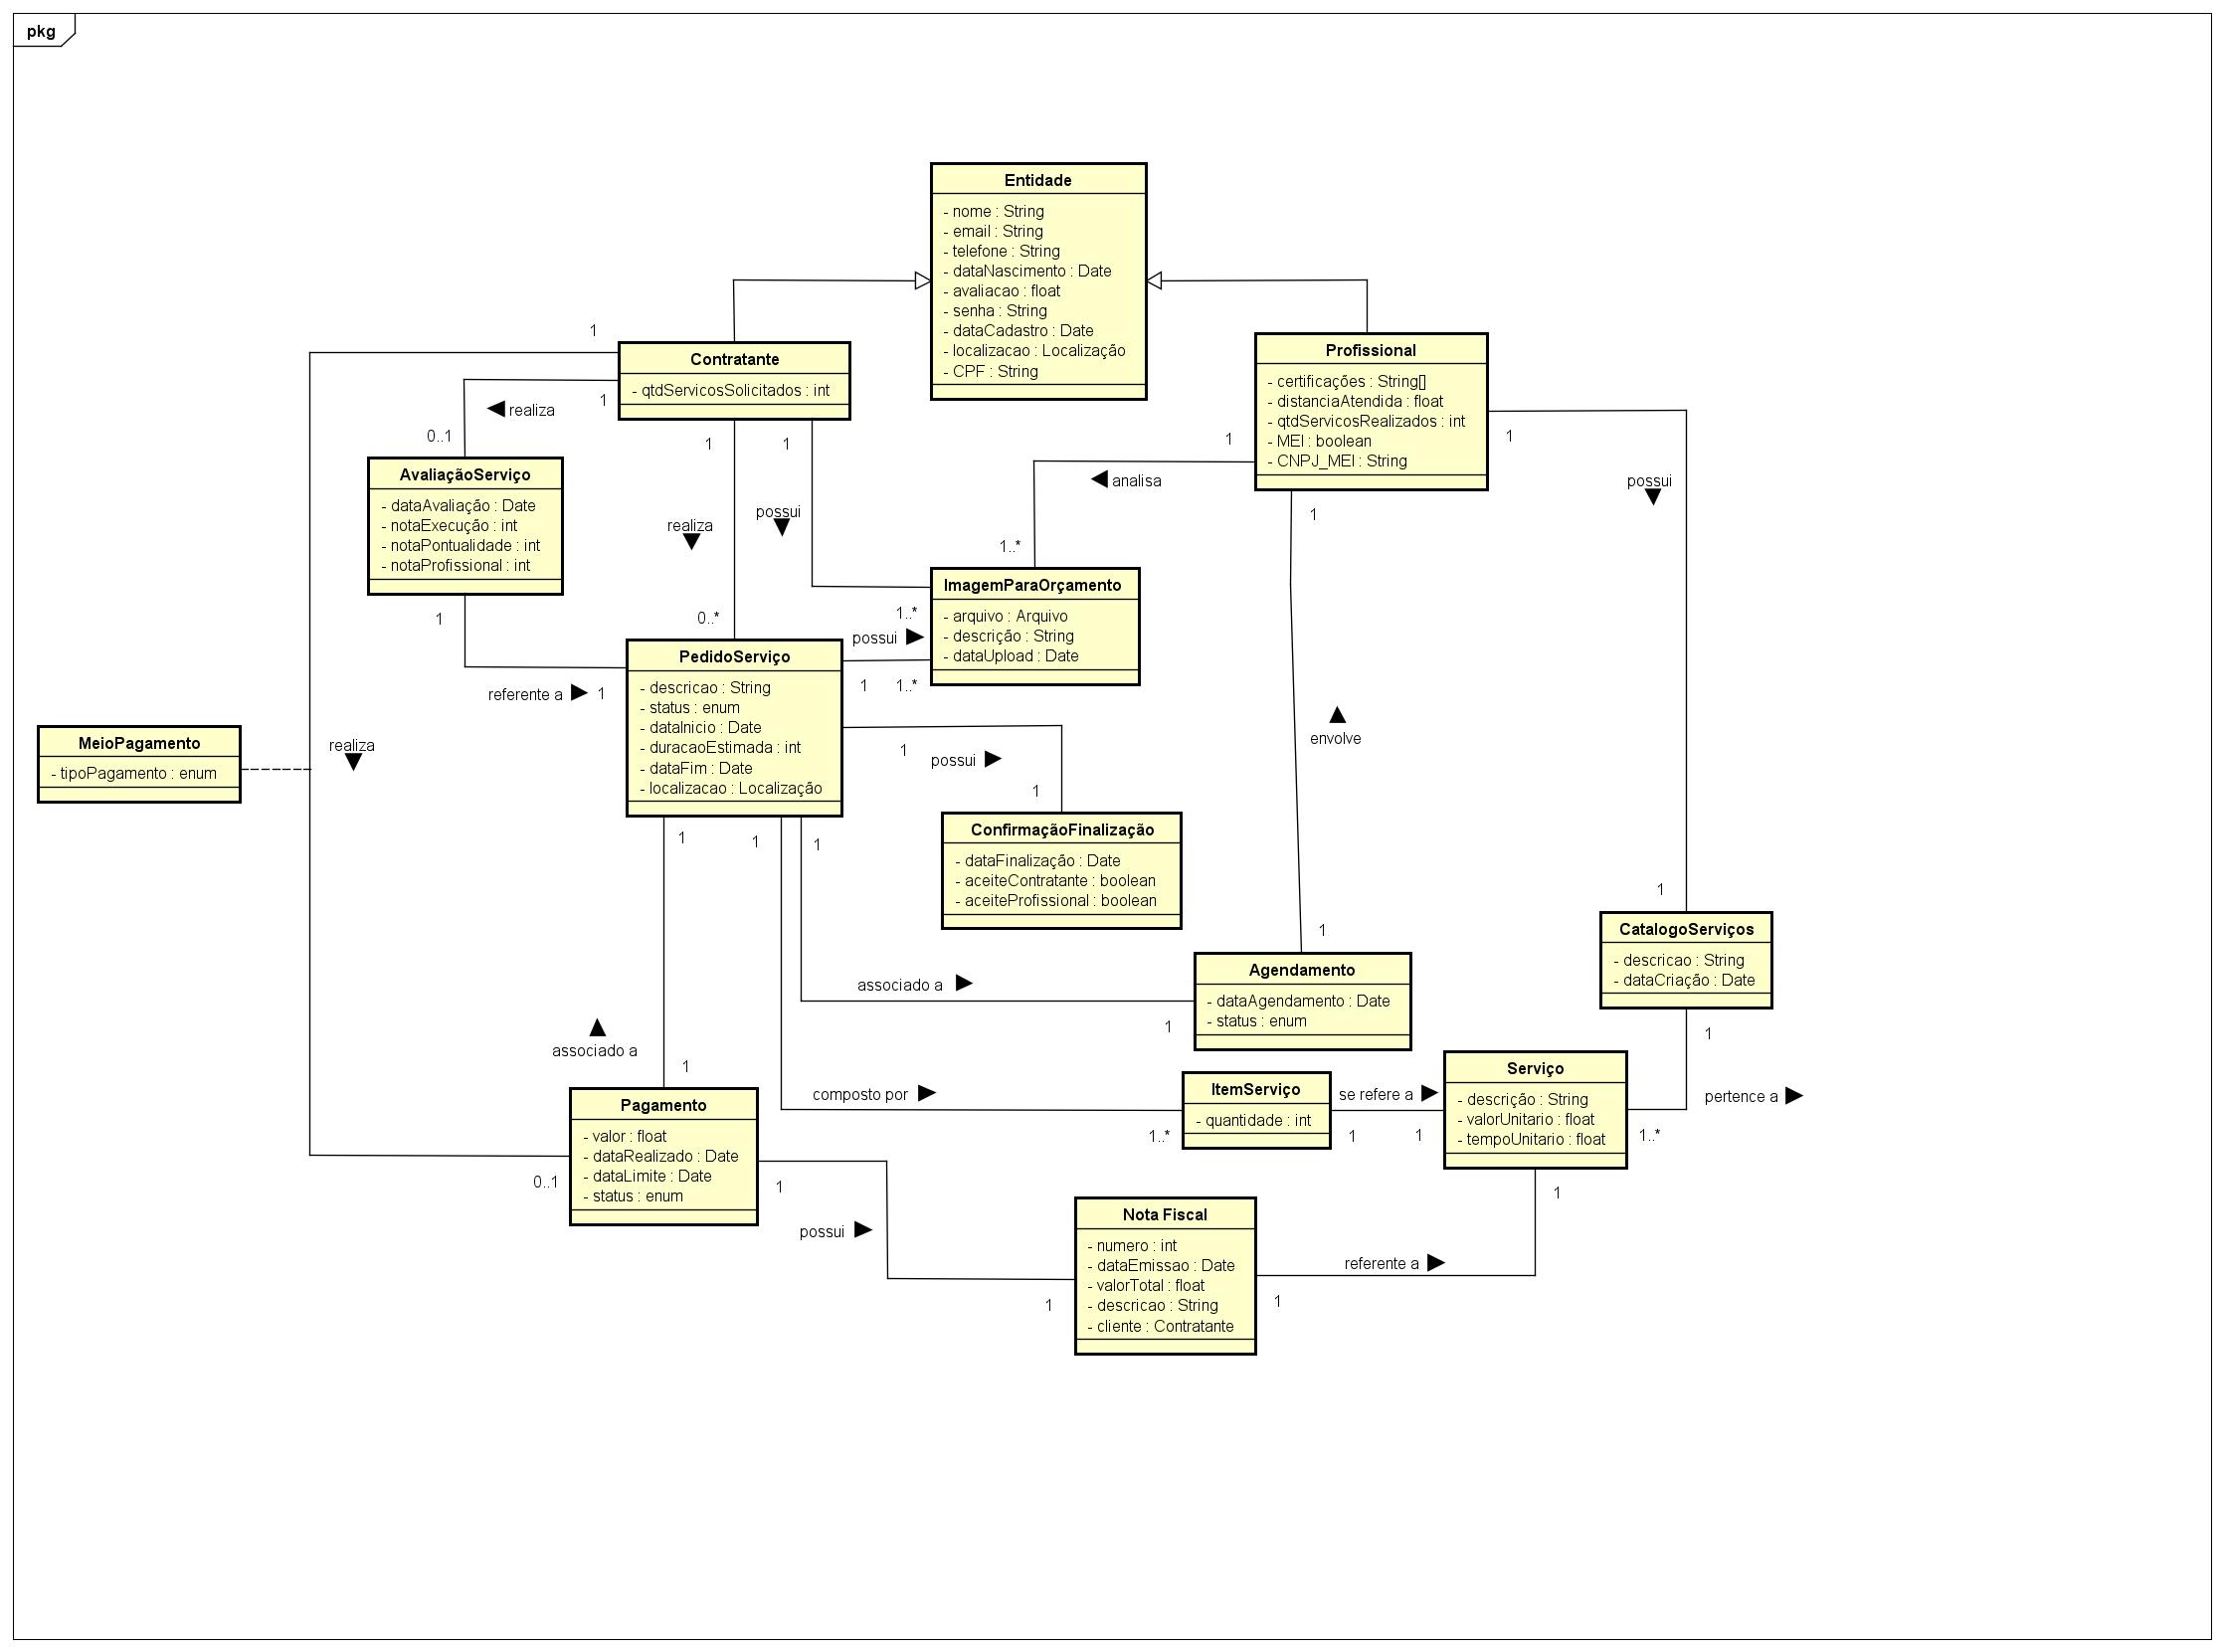 pkg
Entidade
- nome : String
- email : String
- telefone : String
- dataNascimento : Date
- avaliacao : float
- senha : String
- dataCadastro : Date
- localizacao : Localização
- CPF : String
1
Contratante
- qtdServicosSolicitados : int
Profissional
- certificações : String[]
- distanciaAtendida : float
- qtdServicosRealizados : int
- MEI : boolean
- CNPJ_MEI : String
1
realiza
0..1
1
1
1
1
AvaliaçãoServiço
- dataAvaliação : Date
- notaExecução : int
- notaPontualidade : int
- notaProfissional : int
analisa
possui
1
realiza
possui
1..*
ImagemParaOrçamento
- arquivo : Arquivo
- descrição : String
- dataUpload : Date
1
0..*
1..*
possui
PedidoServiço
- descricao : String
- status : enum
- dataInicio : Date
- duracaoEstimada : int
- dataFim : Date
- localizacao : Localização
1
1..*
referente a
1
MeioPagamento
- tipoPagamento : enum
realiza
1
possui
1
envolve
ConfirmaçãoFinalização
- dataFinalização : Date
- aceiteContratante : boolean
- aceiteProfissional : boolean
1
1
1
1
1
CatalogoServiços
- descricao : String
- dataCriação : Date
Agendamento
- dataAgendamento : Date
- status : enum
associado a
1
1
associado a
1
Pagamento
- valor : float
- dataRealizado : Date
- dataLimite : Date
- status : enum
composto por
1..*
ItemServiço
- quantidade : int
se refere a
1
1
Serviço
- descrição : String
- valorUnitario : float
- tempoUnitario : float
pertence a
1..*
0..1
1
1
possui
Nota Fiscal
- numero : int
- dataEmissao : Date
- valorTotal : float
- descricao : String
- cliente : Contratante
referente a
1
1